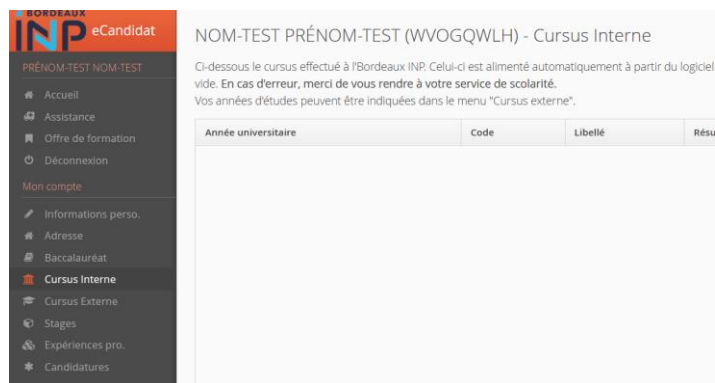 BORDEAUX
INP eCandidat
PRÉNOM-TEST NOM-TEST
Accueil
Assistance
Offre de formation
Déconnexion
Mon compte
Informations perso.
Adresse
Baccalauréat
Cursus Interne
Cursus Externe
Stages
Expériences pro.
Candidatures
NOM-TEST PRÉNOM-TEST (WVOGQWLH) - Cursus Interne
Ci-dessous le cursus effectué à l'Bordeaux INP. Celui-ci est alimenté automatiquement à partir du logiciel
vide. En cas d'erreur, merci de vous rendre à votre service de scolarité.
Vos années d'études peuvent être indiquées dans le menu "Cursus externe".
Année universitaire Code Libellé Résu